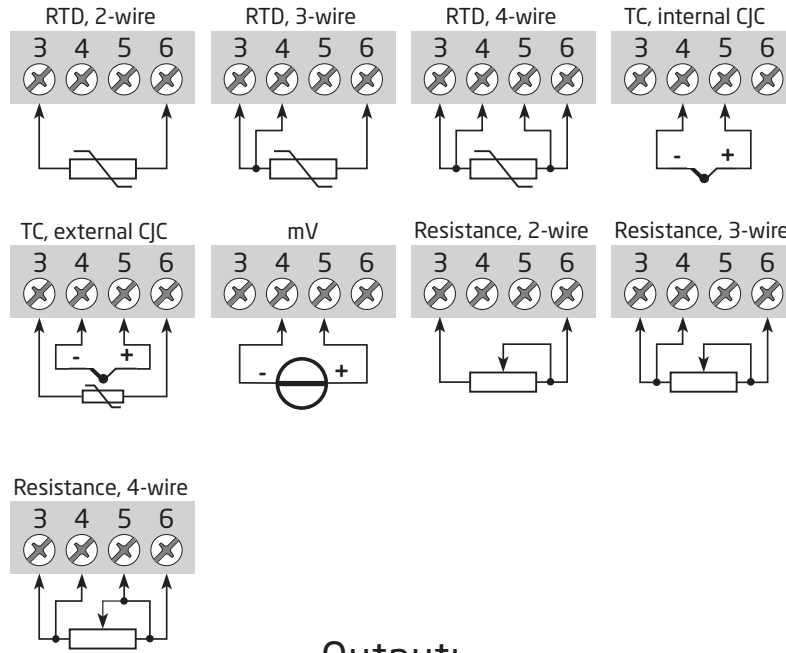 RTD, 2-wire RTD, 3-wire RTD, 4-wire TC, internal CJC
3 4 5 6 3 4 5 6 3 4 5 6 3 4 5 6
- +
TC, external CJC mV Resistance, 2-wire Resistance, 3-wire
3 4 5 6 3 4 5 6 3 4 5 6 3 4 5 6
- + - +
Resistance, 4-wire
3 4 5 6
Output: